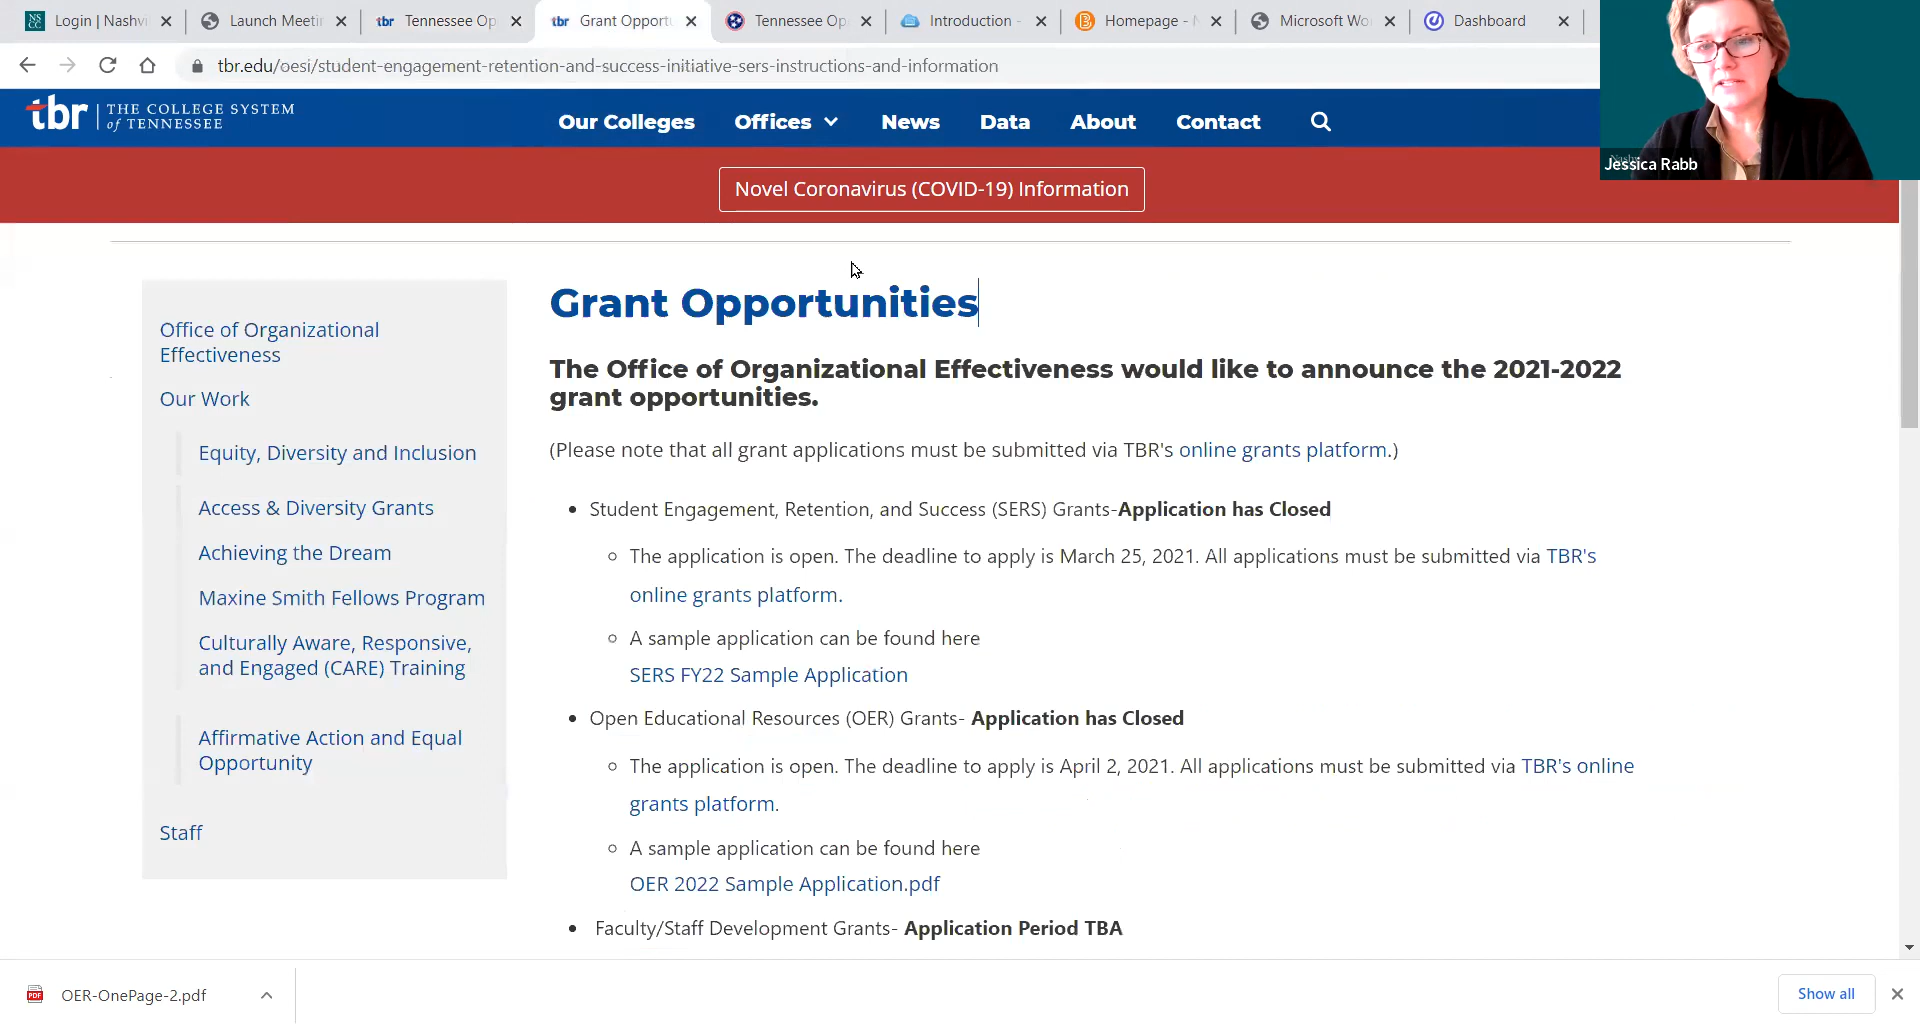 Login | Nashvi
Launch Meetin
Tennessee Op
Grant Opportu
Tennessee Op
Introduction -
Homepage - N
Microsoft Wo
Dashboard
tbr.edu/oesi/student-engagement-retention-and-success-initiative-sers-instructions-and-information
tbr THE COLLEGE SYSTEM
of TENNESSEE
Our Colleges
Offices
News
Data
About
Contact
Jessica Rabb
Novel Coronavirus (COVID-19) Information
Office of Organizational
Effectiveness
Our Work
Equity, Diversity and Inclusion
Access & Diversity Grants
Achieving the Dream
Maxine Smith Fellows Program
Culturally Aware, Responsive,
and Engaged (CARE) Training
Affirmative Action and Equal
Opportunity
Staff
Grant Opportunities
The Office of Organizational Effectiveness would like to announce the 2021-2022
grant opportunities.
(Please note that all grant applications must be submitted via TBR's online grants platform.)
Student Engagement, Retention, and Success (SERS) Grants-Application has Closed
The application is open. The deadline to apply is March 25, 2021. All applications must be submitted via TBR's
online grants platform.
A sample application can be found here
SERS FY22 Sample Application
Open Educational Resources (OER) Grants- Application has Closed
The application is open. The deadline to apply is April 2, 2021. All applications must be submitted via TBR's online
grants platform.
A sample application can be found here
OER 2022 Sample Application.pdf
Faculty/Staff Development Grants- Application Period TBA
OER-OnePage-2.pdf
Show all